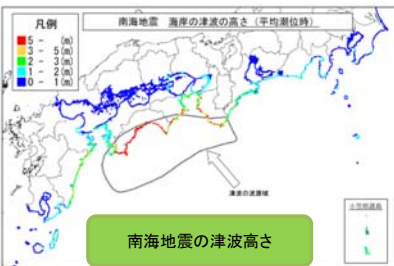 南海地震 海岸の津波の高さ(平均潮位時)
凡例
5 - (m)
3 - 5(m)
2 - 3(m)
1 - 2(m)
0 - 1(m)
津波の波源域
小笠原諸島
南海地震の津波高さ